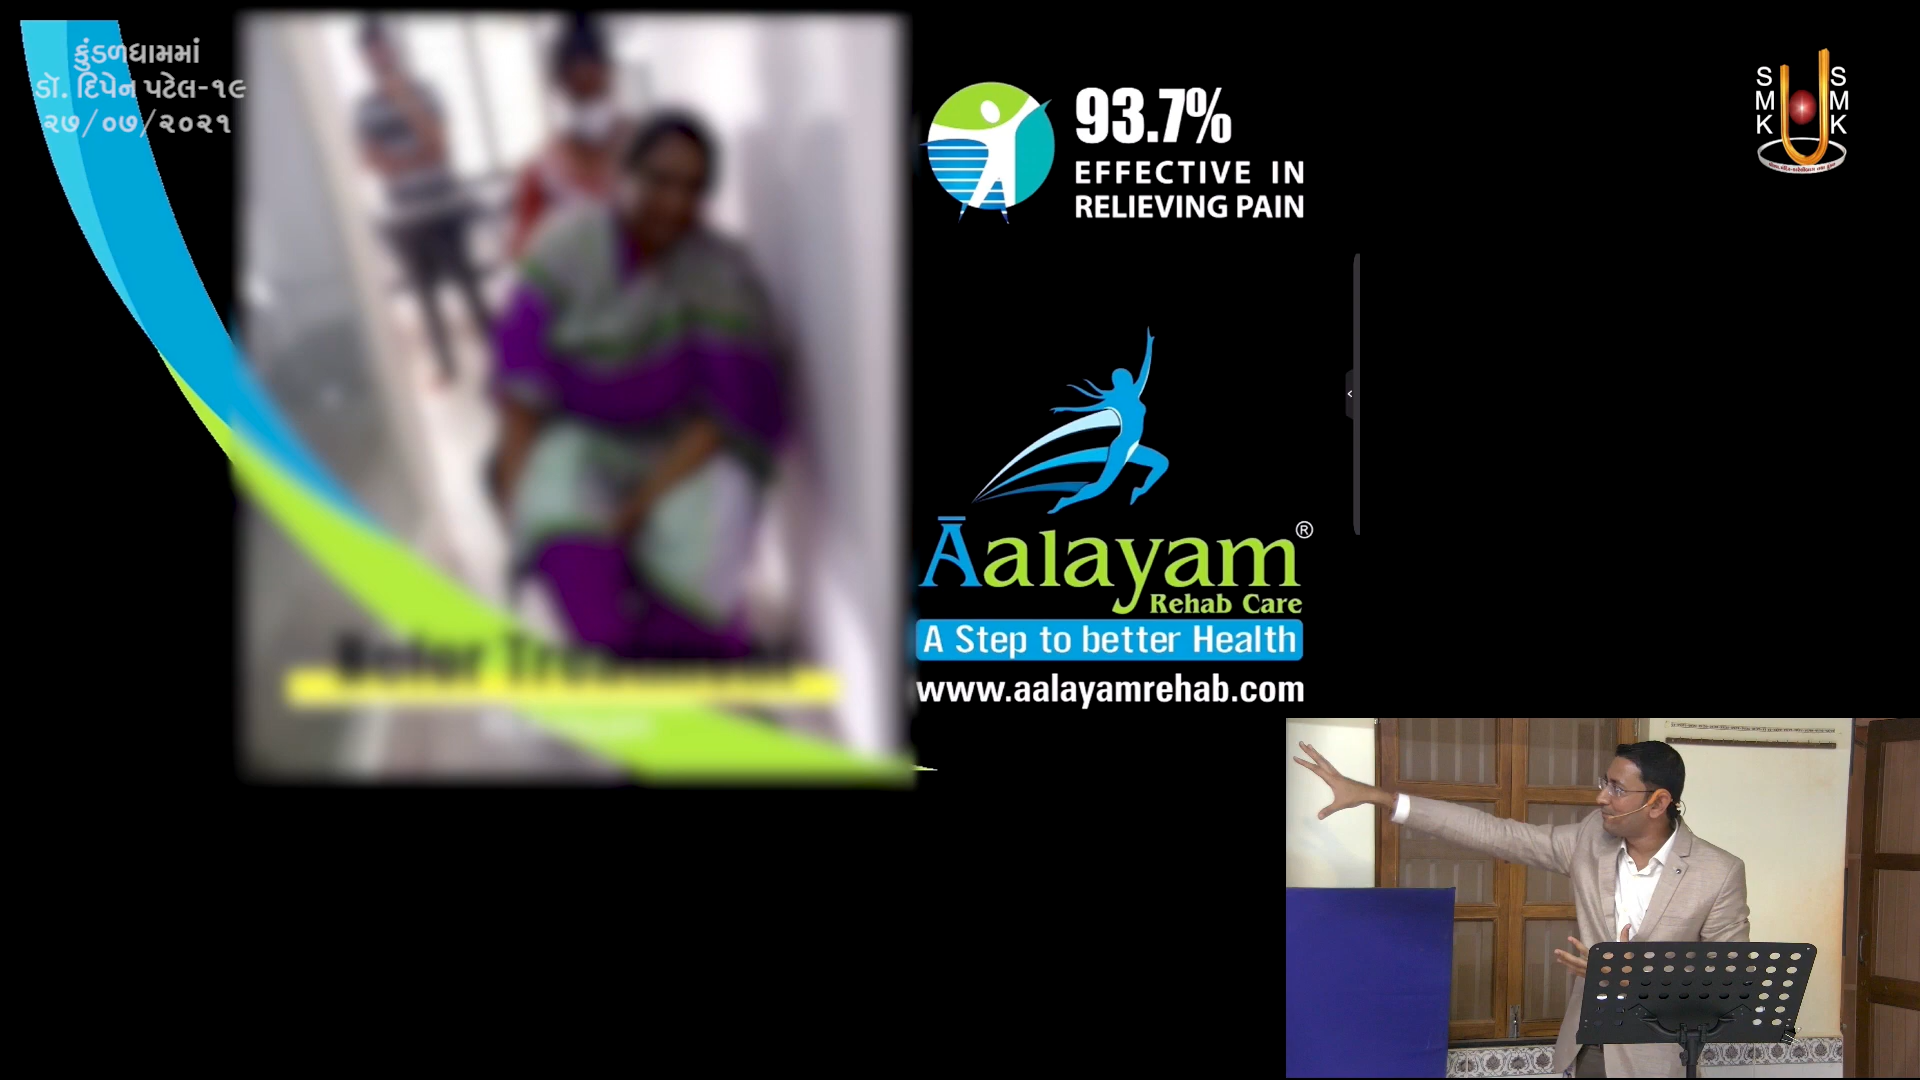 કુંડળધામમાં
ડૉ. દિપેન પટેલ-૧૯
૨૭/૦૭/૨૦૨૧
93.7%
EFFECTIVE IN
RELIEVING PAIN
S S
M M
K K
Āalayam®
Rehab Care
A Step to better Health
www.aalayamrehab.com